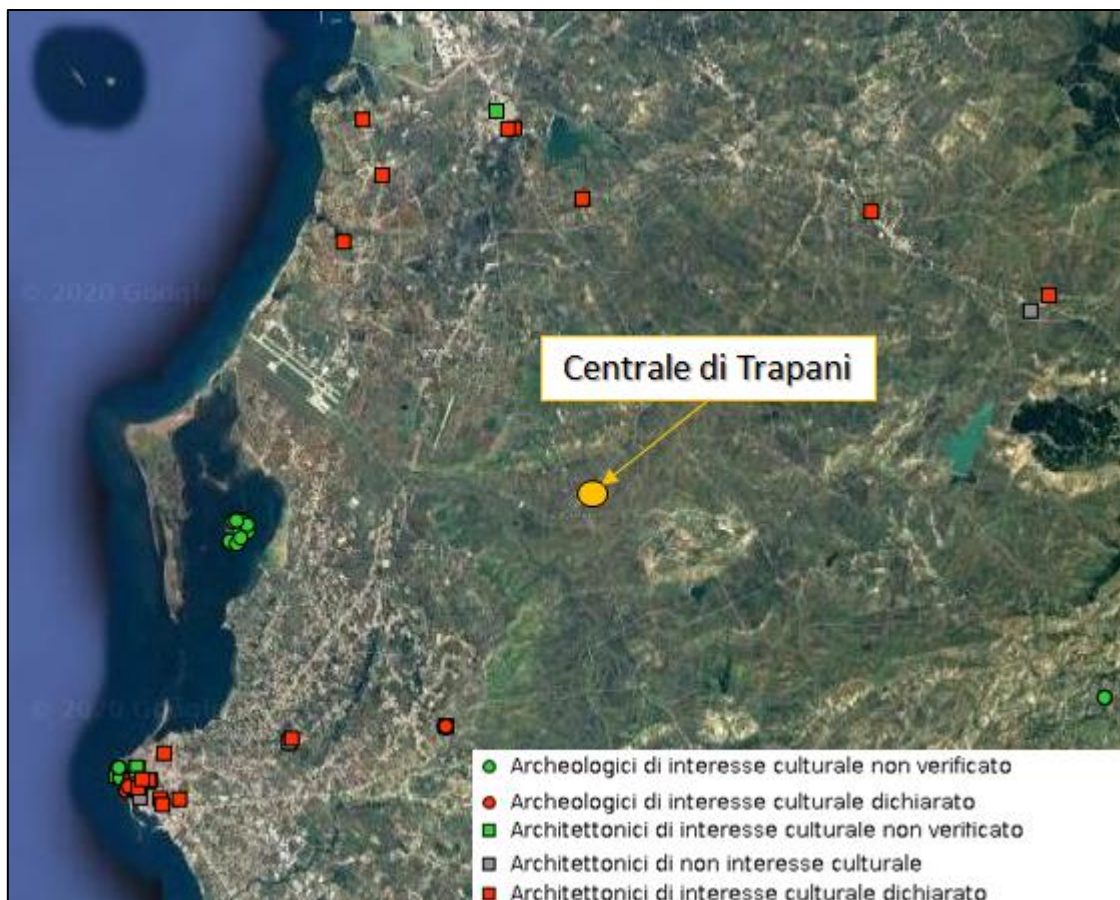 © 2020 Google
Centrale di Trapani
© 2020 Google
Archeologici di interesse culturale non verificato
Archeologici di interesse culturale dichiarato
Architettonici di interesse culturale non verificato
Architettonici di non interesse culturale
Architettonici di interesse culturale dichiarato